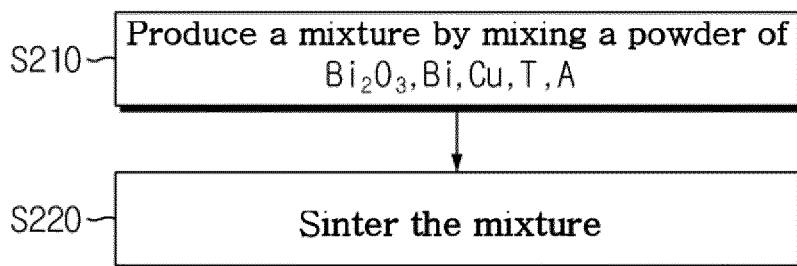 S210
Produce a mixture by mixing a powder of
Bi₂O₃, Bi, Cu, T, A
S220
Sinter the mixture